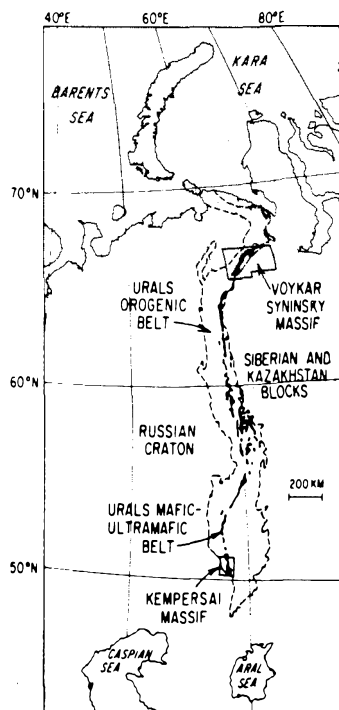 40°E
60°E
80°E
BARENTS
SEA
KARA
SEA
70°N
VOYKAR
SYNINSKY
MASSIF
URALS
OROGENIC
BELT
SIBERIAN AND
KAZAKHSTAN
BLOCKS
60°N
RUSSIAN
CRATON
200 KM
URALS MAFIC-
ULTRAMAFIC
BELT
50°N
KEMPERSAI
MASSIF
CASPIAN
SEA
ARAL
SEA